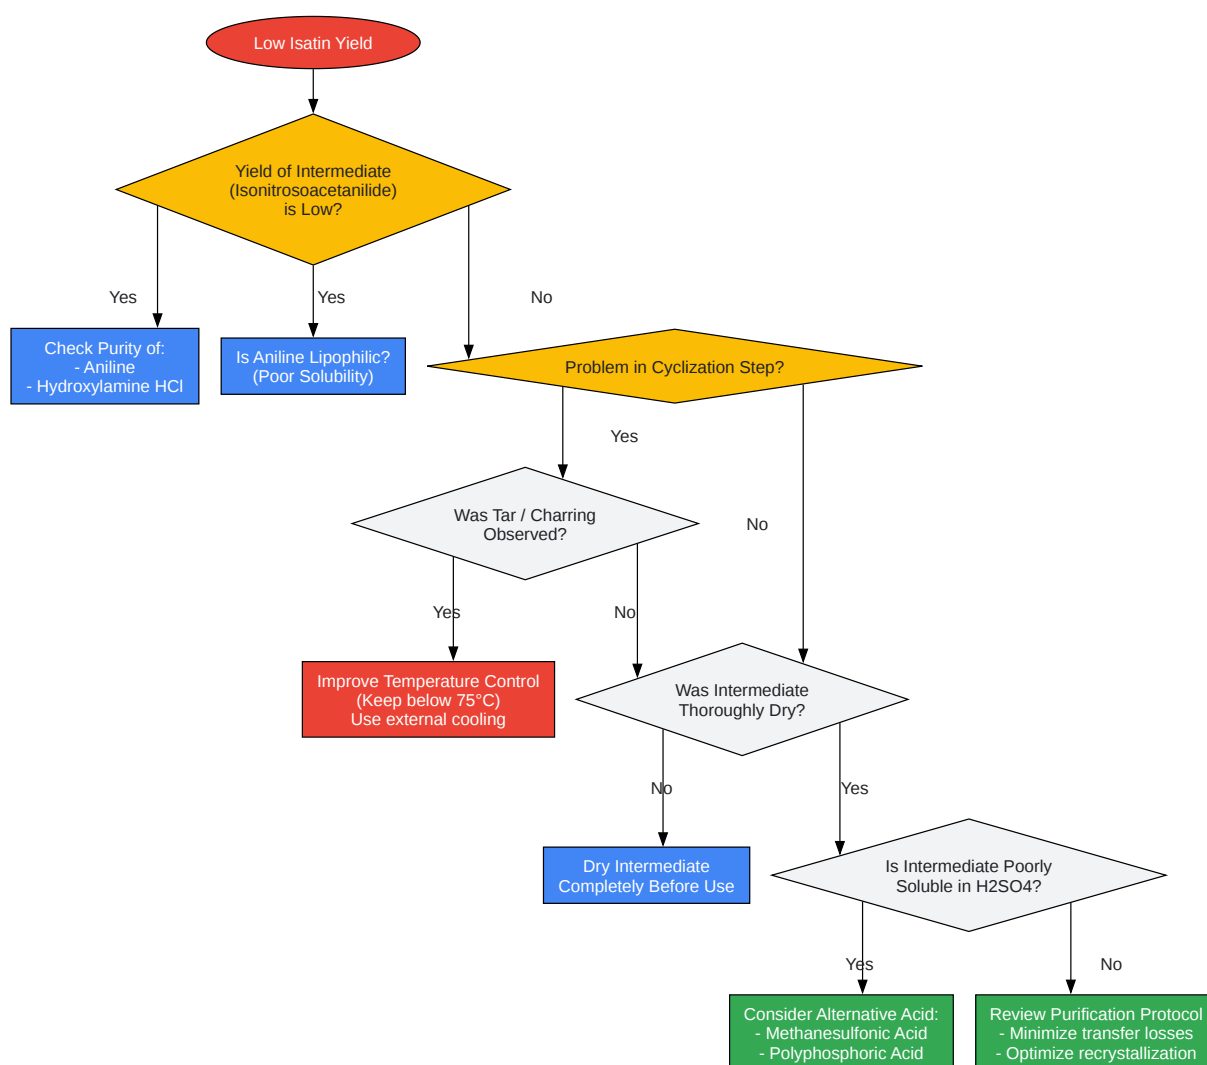 Low Isatin Yield
Yield of Intermediate
(Isonitrosoacetanilide)
is Low?
Yes
Yes
No
Check Purity of:
- Aniline
- Hydroxylamine HCl
Is Aniline Lipophilic?
(Poor Solubility)
Problem in Cyclization Step?
Yes
No
Was Tar / Charring
Observed?
Yes
No
Improve Temperature Control
(Keep below 75°C)
Use external cooling
Was Intermediate
Thoroughly Dry?
No
Yes
Dry Intermediate
Completely Before Use
Is Intermediate Poorly
Soluble in H2SO4?
Yes
No
Consider Alternative Acid:
- Methanesulfonic Acid
- Polyphosphoric Acid
Review Purification Protocol
- Minimize transfer losses
- Optimize recrystallization